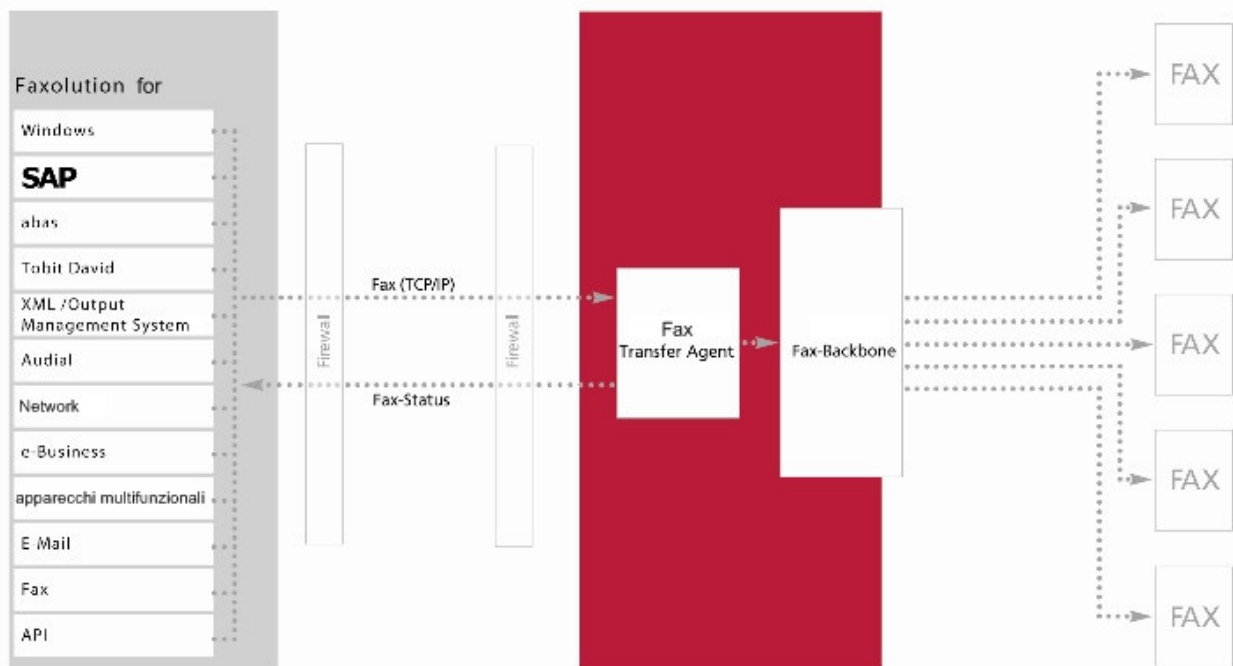 Faxolution for
Windows
SAP
abas
Tobit David
XML /Output
Management System
Audial
Network
e-Business
apparecchi multifunzionali
E-Mail
Fax
API
Firewall
Fax (TCP/IP)
Fax-Status
Firewall
Fax
Transfer Agent
Fax-Backbone
FAX
FAX
FAX
FAX
FAX